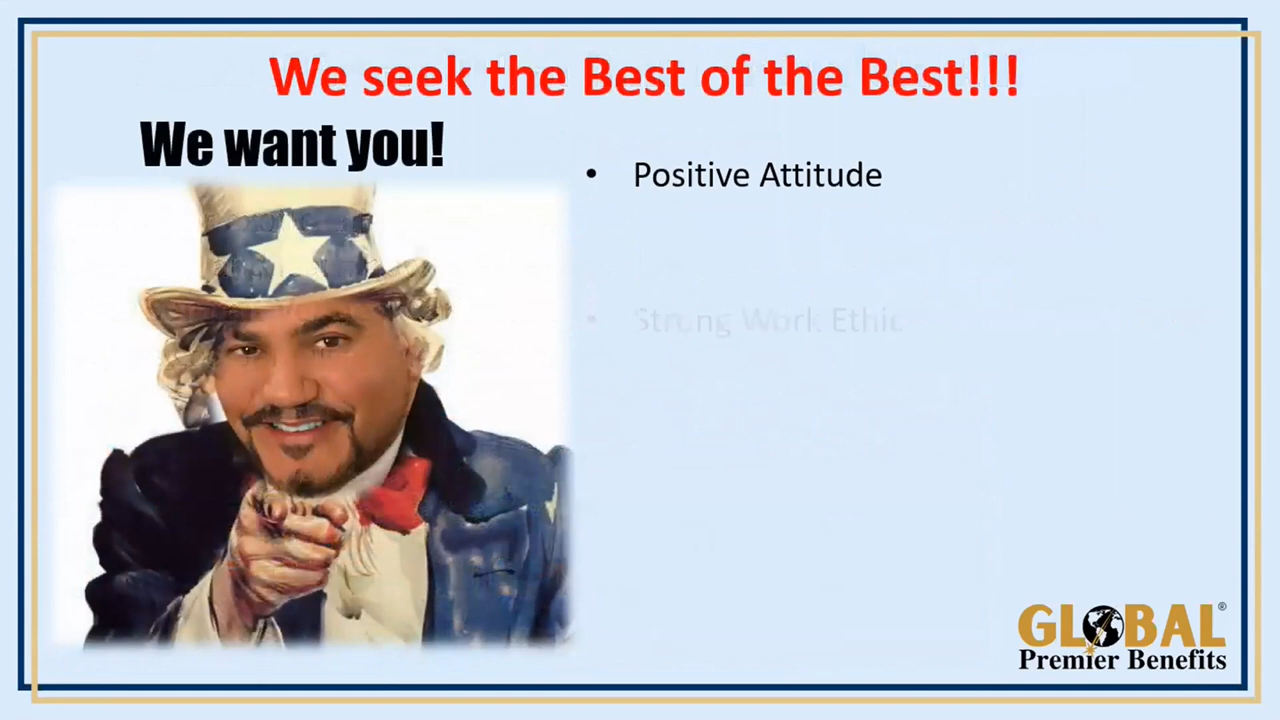 We seek the Best of the Best!!!
We want you!
• Positive Attitude
• Strong Work Ethic
GLOBAL®
Premier Benefits